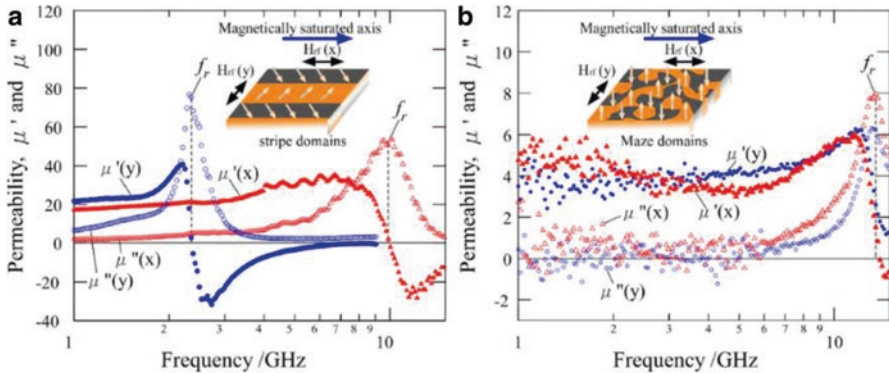 a
Permeability, μ' and μ"
120
100
80
60
40
20
0
-20
-40
Magnetically saturated axis
Hrf (x)
Hrf (y)
fr
fr
stripe domains
μ'(y)
μ'(x)
μ"(x)
μ"(y)
1
2
3
4
5
6
7
8
9
10
Frequency /GHz
b
Permeability, μ' and μ"
12
10
8
6
4
2
0
-2
Magnetically saturated axis
Hrf (x)
Hrf (y)
fr
Maze domains
μ'(y)
μ"(x)
μ'(x)
μ"(y)
1
2
3
4
5
6
7
8
9
10
Frequency /GHz